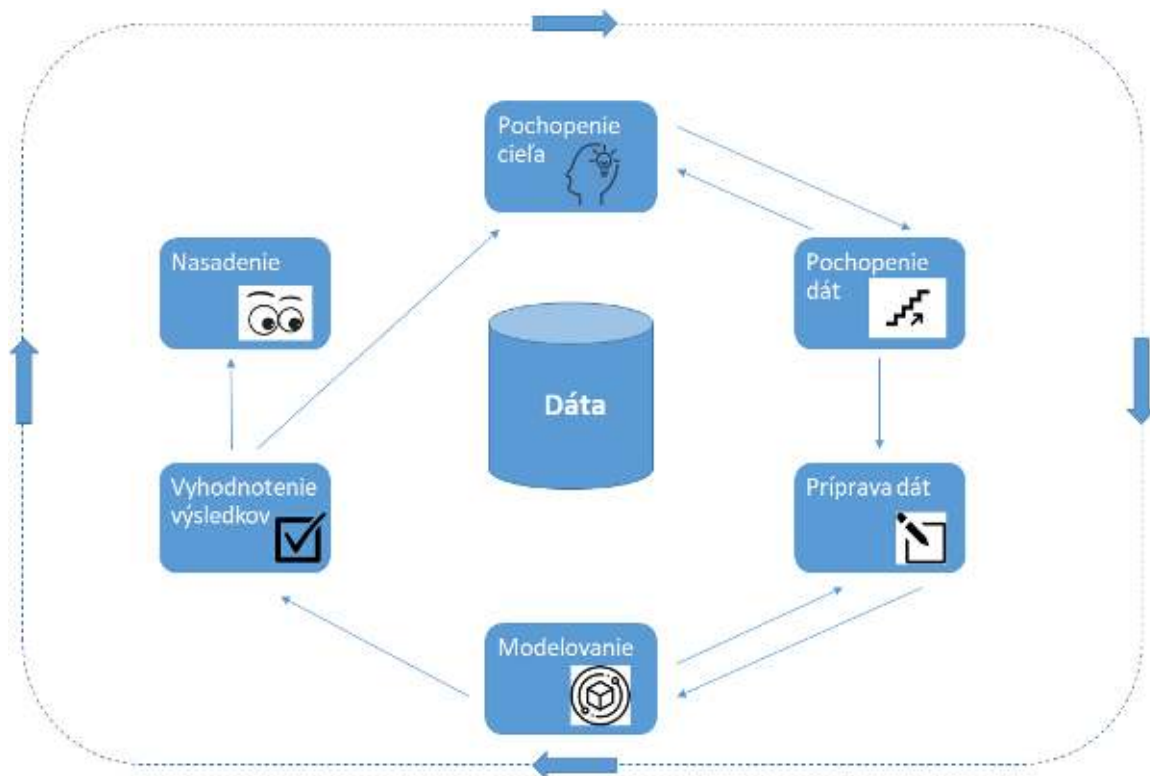 Pochopenie
cieľa
Nasadenie
Pochopenie
dát
Dáta
Vyhodnotenie
výsledkov
Príprava dát
Modelovanie